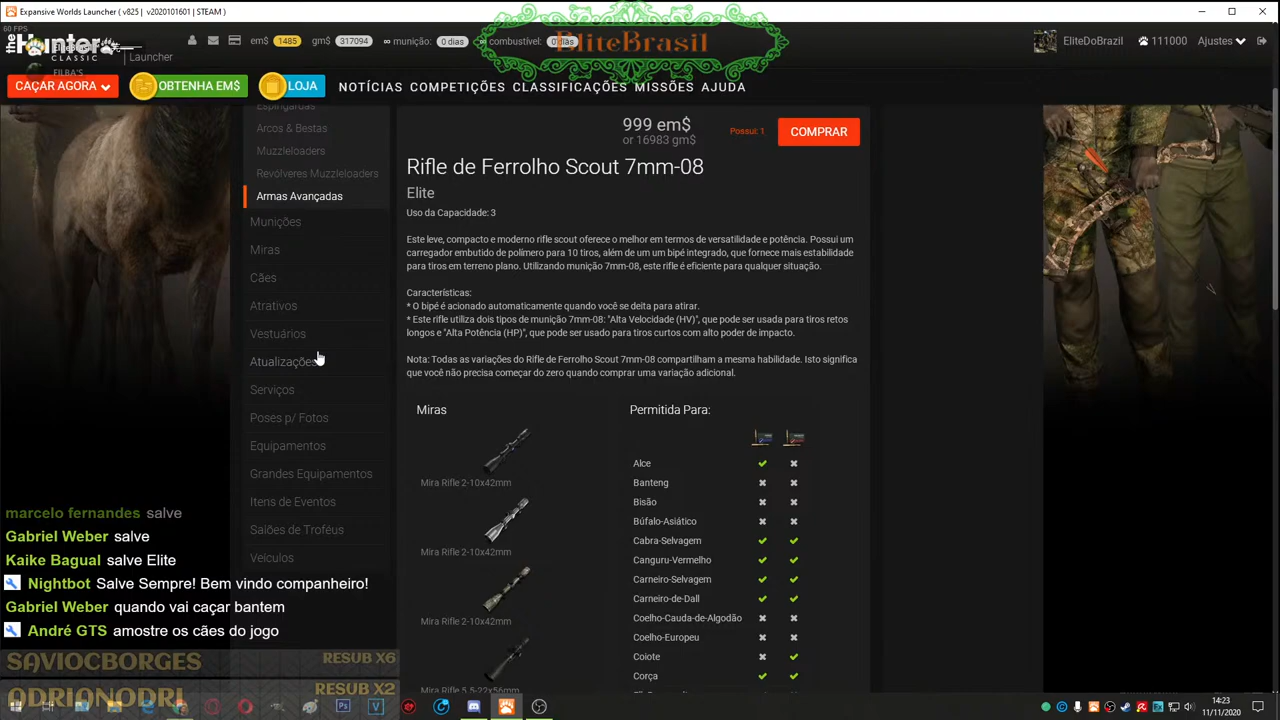 Expansive Worlds Launcher ( v825 | v2020101601 | STEAM )
60 FPS
theHunter
CLASSIC
Launcher
em$ 1485 gm$ 317094 ∞ munição: 0 dias ∞ combustível: 0 dias
EliteBrasil
EliteDoBrazil 111000 Ajustes
FILBA'S
CAÇAR AGORA
OBTENHA EM$
LOJA
NOTÍCIAS COMPETIÇÕES CLASSIFICAÇÕES MISSÕES AJUDA
Espingardas
Arcos & Bestas
Muzzleloaders
Revólveres Muzzleloaders
Armas Avançadas
Munições
Miras
Cães
Atrativos
Vestuários
Atualizações
Serviços
Poses p/ Fotos
Equipamentos
Grandes Equipamentos
Itens de Eventos
Salões de Troféus
Veículos
999 em$
or 16983 gm$
Possui: 1
COMPRAR
Rifle de Ferrolho Scout 7mm-08
Elite
Uso da Capacidade: 3
Este leve, compacto e moderno rifle scout oferece o melhor em termos de versatilidade e potência. Possui um
carregador embutido de polímero para 10 tiros, além de um um bipé integrado, que fornece mais estabilidade
para tiros em terreno plano. Utilizando munição 7mm-08, este rifle é eficiente para qualquer situação.
Características:
* O bipé é acionado automaticamente quando você se deita para atirar.
* Este rifle utiliza dois tipos de munição 7mm-08: "Alta Velocidade (HV)", que pode ser usada para tiros retos
longos e "Alta Potência (HP)", que pode ser usado para tiros curtos com alto poder de impacto.
Nota: Todas as variações do Rifle de Ferrolho Scout 7mm-08 compartilham a mesma habilidade. Isto significa
que você não precisa começar do zero quando comprar uma variação adicional.
Miras
Mira Rifle 2-10x42mm
Mira Rifle 2-10x42mm
Mira Rifle 2-10x42mm
Mira Rifle 5.5-22x56mm
Permitida Para:
Alce
Banteng
Bisão
Búfalo-Asiático
Cabra-Selvagem
Canguru-Vermelho
Carneiro-Selvagem
Carneiro-de-Dall
Coelho-Cauda-de-Algodão
Coelho-Europeu
Coiote
Corça
marcelo fernandes salve
Gabriel Weber salve
Kaike Bagual salve Elite
Nightbot Salve Sempre! Bem vindo companheiro!
Gabriel Weber quando vai caçar bantem
André GTS amostre os cães do jogo
SAVIOCBORGES RESUB X6
ADRIANODRI RESUB X2
14:23
11/11/2020